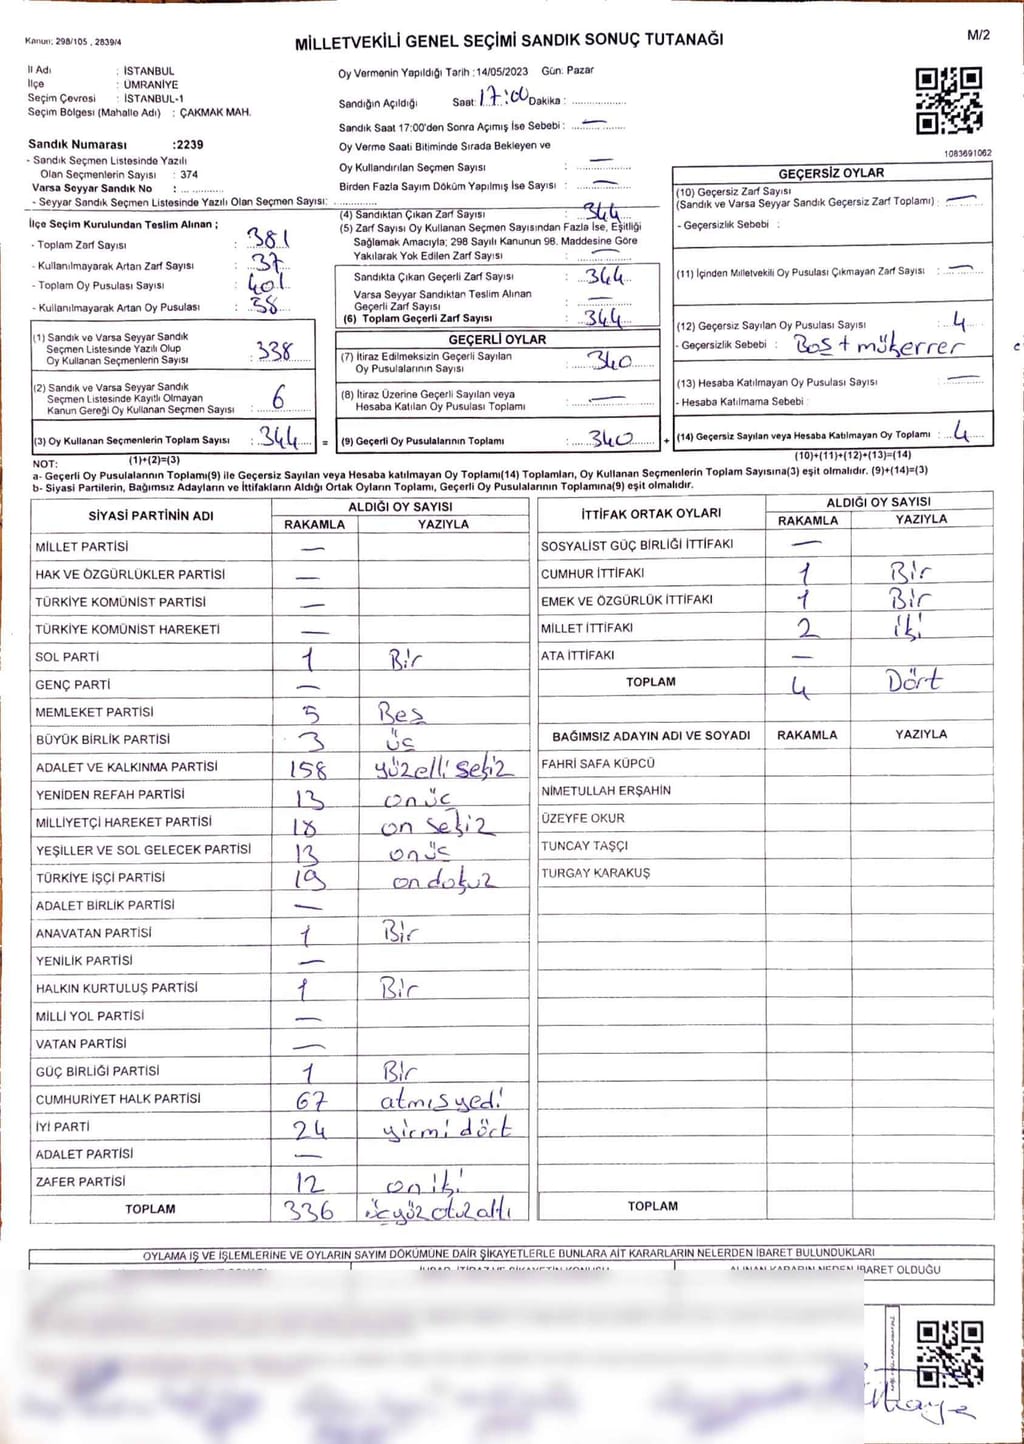 Kanun: 298/105 , 2839/4
MİLLETVEKİLİ GENEL SEÇİMİ SANDIK SONUÇ TUTANAĞI
M/2
İl Adı : İSTANBUL
İlçe : ÜMRANİYE
Seçim Çevresi : İSTANBUL-1
Seçim Bölgesi (Mahalle Adı) : ÇAKMAK MAH.
Sandık Numarası :2239
- Sandık Seçmen Listesinde Yazılı
Olan Seçmenlerin Sayısı : 374
Varsa Seyyar Sandık No : ... ...........
- Seyyar Sandık Seçmen Listesinde Yazılı Olan Seçmen Sayısı: ..............
Oy Vermenin Yapıldığı Tarih :14/05/2023 Gün: Pazar
Sandığın Açıldığı Saat: 17:00 Dakika : ..............
Sandık Saat 17:00'den Sonra Açımış İse Sebebi : —
Oy Verme Saati Bitiminde Sırada Bekleyen ve
Oy Kullandırılan Seçmen Sayısı : —
Birden Fazla Sayım Döküm Yapılmış İse Sayısı : —
1083691062
İlçe Seçim Kurulundan Teslim Alınan ;
- Toplam Zarf Sayısı : 381
- Kullanılmayarak Artan Zarf Sayısı : 37
- Toplam Oy Pusulası Sayısı : 401
- Kullanılmayarak Artan Oy Pusulası : 38
(1) Sandık ve Varsa Seyyar Sandık
Seçmen Listesinde Yazılı Olup
Oy Kullanan Seçmenlerin Sayısı : 338
(2) Sandık ve Varsa Seyyar Sandık
Seçmen Listesinde Kayıtlı Olmayan
Kanun Gereği Oy Kullanan Seçmen Sayısı : 6
(3) Oy Kullanan Seçmenlerin Toplam Sayısı : 344 =
(1)+(2)=(3)
(4) Sandıktan Çıkan Zarf Sayısı : 344
(5) Zarf Sayısı Oy Kullanan Seçmen Sayısından Fazla İse, Eşitliği
Sağlamak Amacıyla; 298 Sayılı Kanunun 98. Maddesine Göre
Yakılarak Yok Edilen Zarf Sayısı : —
Sandıkta Çıkan Geçerli Zarf Sayısı : 344
Varsa Seyyar Sandıktan Teslim Alınan
Geçerli Zarf Sayısı : —
(6) Toplam Geçerli Zarf Sayısı : 344
GEÇERLİ OYLAR
(7) İtiraz Edilmeksizin Geçerli Sayılan
Oy Pusulalarının Sayısı : 340
(8) İtiraz Üzerine Geçerli Sayılan veya
Hesaba Katılan Oy Pusulası Toplamı : —
(9) Geçerli Oy Pusulalarının Toplamı : 340 +
GEÇERSİZ OYLAR
(10) Geçersiz Zarf Sayısı
(Sandık ve Varsa Seyyar Sandık Geçersiz Zarf Toplamı) : —
- Geçersizlik Sebebi :
(11) İçinden Milletvekili Oy Pusulası Çıkmayan Zarf Sayısı : —
(12) Geçersiz Sayılan Oy Pusulası Sayısı : 4
- Geçersizlik Sebebi : Boş + mükerrer
(13) Hesaba Katılmayan Oy Pusulası Sayısı : —
- Hesaba Katılmama Sebebi :
(14) Geçersiz Sayılan veya Hesaba Katılmayan Oy Toplamı : 4
(10)+(11)+(12)+(13)=(14)
NOT:
a- Geçerli Oy Pusulalarının Toplamı(9) ile Geçersiz Sayılan veya Hesaba katılmayan Oy Toplamı(14) Toplamları, Oy Kullanan Seçmenlerin Toplam Sayısına(3) eşit olmalıdır. (9)+(14)=(3)
b- Siyasi Partilerin, Bağımsız Adayların ve İttifakların Aldığı Ortak Oyların Toplamı, Geçerli Oy Pusulalarının Toplamına(9) eşit olmalıdır.
SİYASİ PARTİNİN ADI ALDIĞI OY SAYISI
RAKAMLA YAZIYLA
MİLLET PARTİSİ —
HAK VE ÖZGÜRLÜKLER PARTİSİ —
TÜRKİYE KOMÜNİST PARTİSİ —
TÜRKİYE KOMÜNİST HAREKETİ —
SOL PARTİ 1 Bir
GENÇ PARTİ —
MEMLEKET PARTİSİ 5 Beş
BÜYÜK BİRLİK PARTİSİ 3 üç
ADALET VE KALKINMA PARTİSİ 158 yüzelli sekiz
YENİDEN REFAH PARTİSİ 13 onüç
MİLLİYETÇİ HAREKET PARTİSİ 18 on sekiz
YEŞİLLER VE SOL GELECEK PARTİSİ 13 onüç
TÜRKİYE İŞÇİ PARTİSİ 19 ondokuz
ADALET BİRLİK PARTİSİ —
ANAVATAN PARTİSİ 1 Bir
YENİLİK PARTİSİ —
HALKIN KURTULUŞ PARTİSİ 1 Bir
MİLLİ YOL PARTİSİ —
VATAN PARTİSİ —
GÜÇ BİRLİĞİ PARTİSİ 1 Bir
CUMHURİYET HALK PARTİSİ 67 atmışyedi
İYİ PARTİ 24 yirmi dört
ADALET PARTİSİ —
ZAFER PARTİSİ 12 oniki
TOPLAM 336 üçyüz otuz altı
İTTİFAK ORTAK OYLARI ALDIĞI OY SAYISI
RAKAMLA YAZIYLA
SOSYALİST GÜÇ BİRLİĞİ İTTİFAKI —
CUMHUR İTTİFAKI 1 Bir
EMEK VE ÖZGÜRLÜK İTTİFAKI 1 Bir
MİLLET İTTİFAKI 2 iki
ATA İTTİFAKI —
TOPLAM 4 Dört
BAĞIMSIZ ADAYIN ADI VE SOYADI RAKAMLA YAZIYLA
FAHRİ SAFA KÜPCÜ
NİMETULLAH ERŞAHİN
ÜZEYFE OKUR
TUNCAY TAŞÇI
TURGAY KARAKUŞ
TOPLAM
OYLAMA İŞ VE İŞLEMLERİNE VE OYLARIN SAYIM DÖKÜMÜNE DAİR ŞİKAYETLERLE BUNLARA AİT KARARLARIN NELERDEN İBARET BULUNDUKLARI
ALINAN KARARIN NEDEN İBARET OLDUĞU